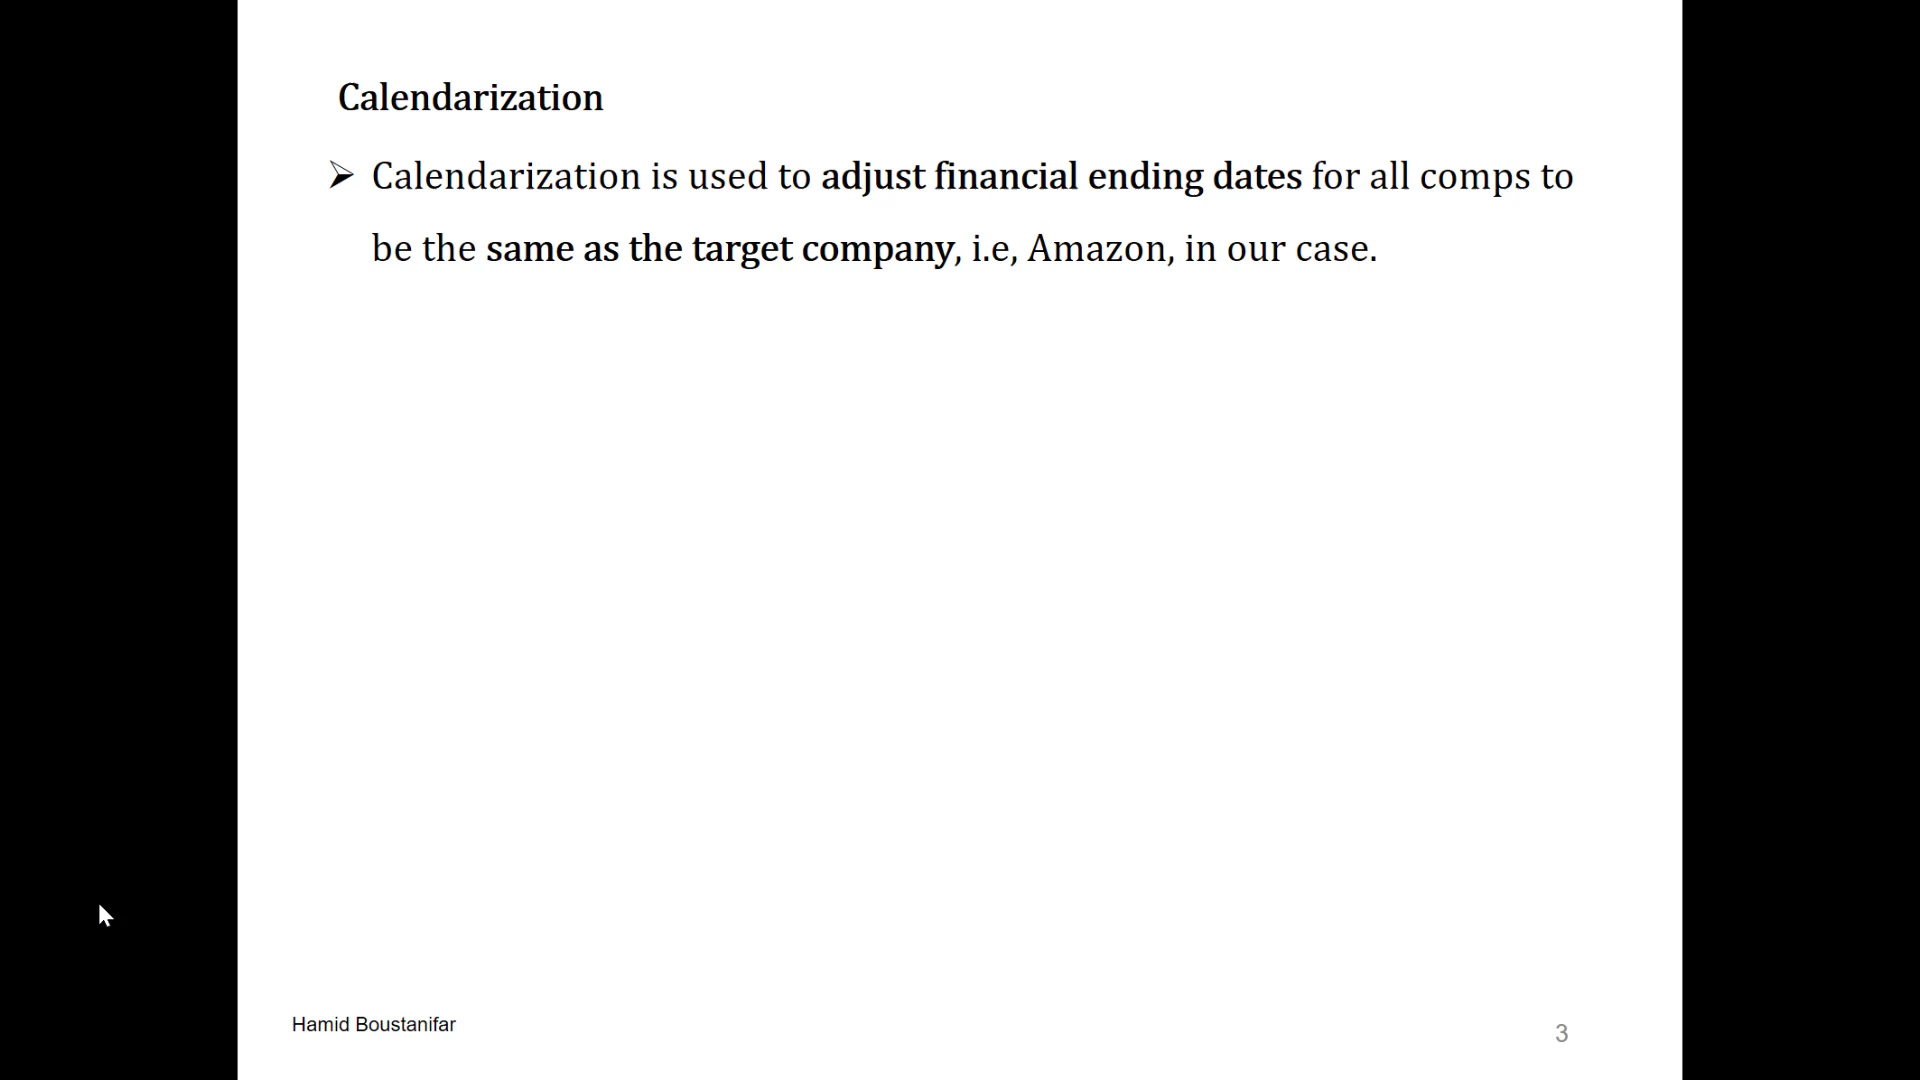 Calendarization
➢ Calendarization is used to adjust financial ending dates for all comps to
be the same as the target company, i.e, Amazon, in our case.
Hamid Boustanifar
3